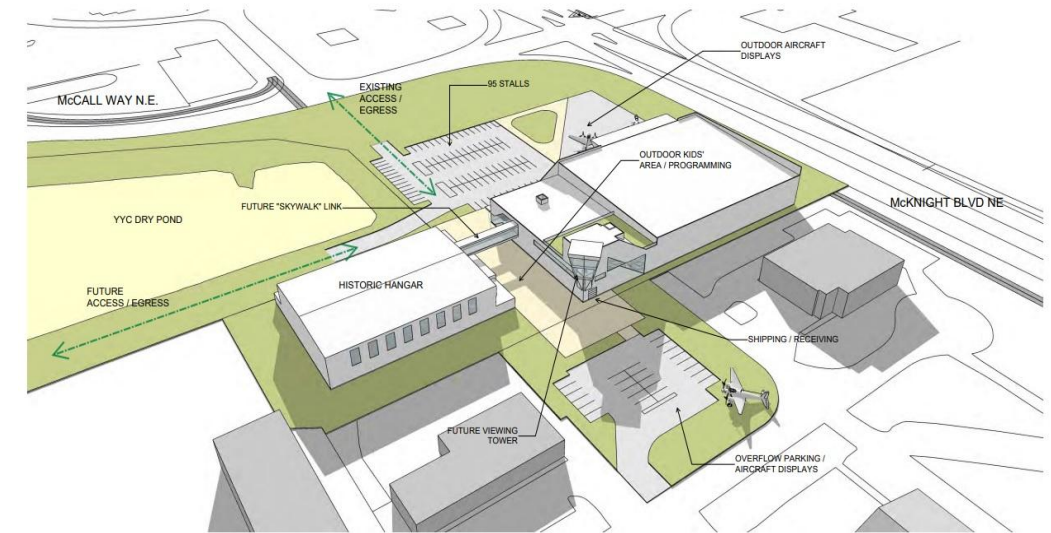 OUTDOOR AIRCRAFT
DISPLAYS
McCALL WAY N.E.
EXISTING
ACCESS /
EGRESS
95 STALLS
OUTDOOR KIDS'
AREA / PROGRAMMING
FUTURE "SKYWALK" LINK
McKNIGHT BLVD NE
YYC DRY POND
HISTORIC HANGAR
FUTURE
ACCESS / EGRESS
SHIPPING / RECEIVING
FUTURE VIEWING
TOWER
OVERFLOW PARKING /
AIRCRAFT DISPLAYS